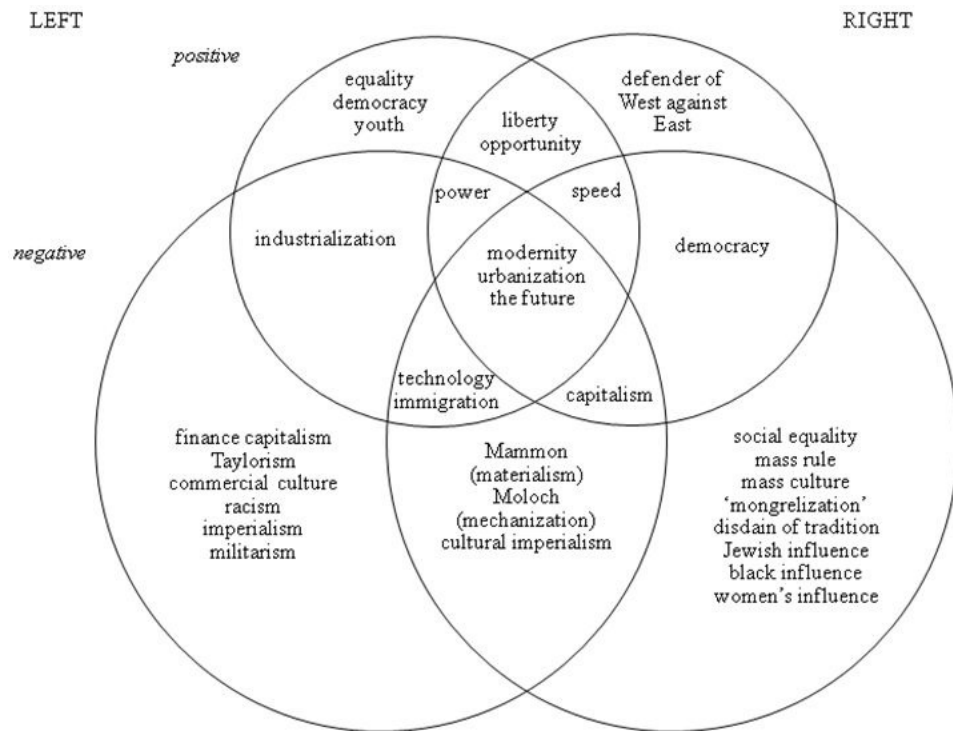 LEFT
RIGHT
positive
equality
democracy
youth
defender of
West against
East
liberty
opportunity
power
speed
negative
industrialization
democracy
modernity
urbanization
the future
technology
immigration
capitalism
finance capitalism
Taylorism
commercial culture
racism
imperialism
militarism
Mammon
(materialism)
Moloch
(mechanization)
cultural imperialism
social equality
mass rule
mass culture
‘mongrelization’
disdain of tradition
Jewish influence
black influence
women’s influence